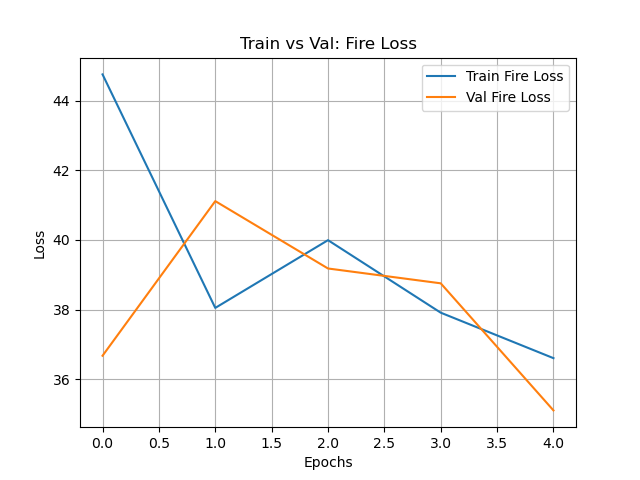 Train vs Val: Fire Loss
Train Fire Loss
Val Fire Loss
44
42
40
38
36
Loss
0.0 0.5 1.0 1.5 2.0 2.5 3.0 3.5 4.0
Epochs